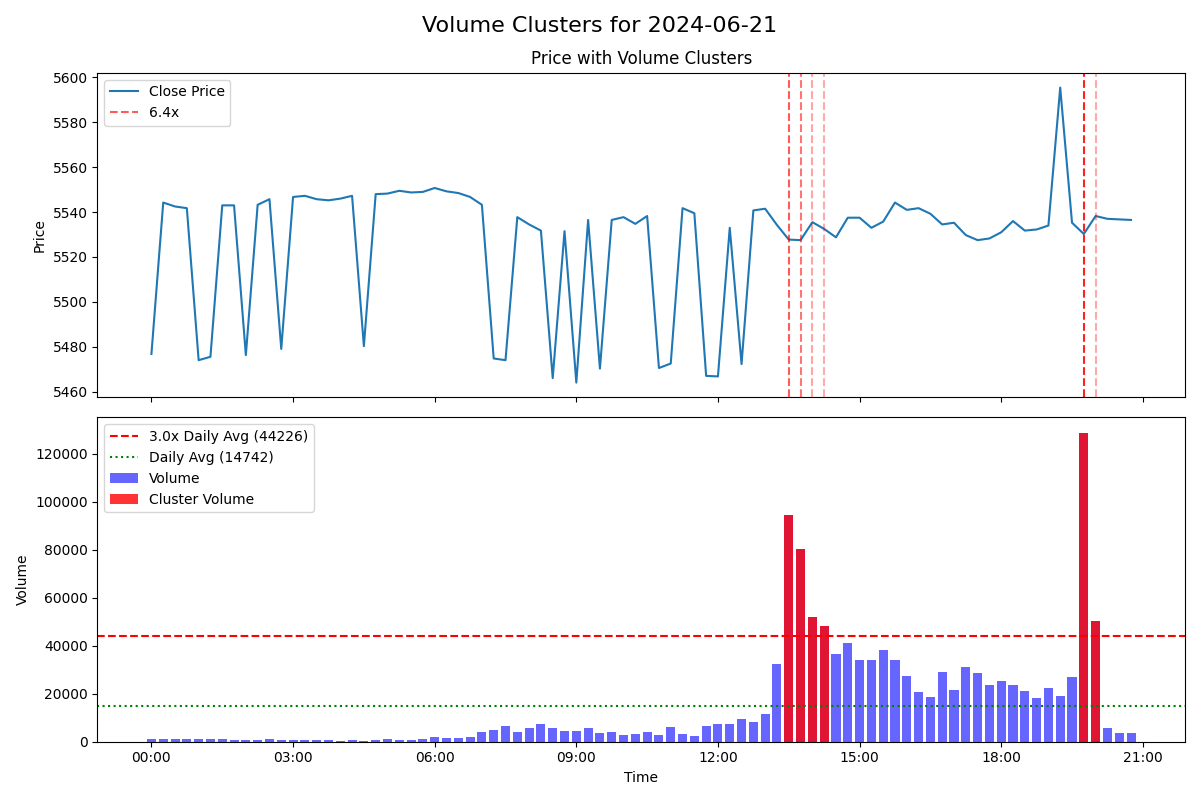 Volume Clusters for 2024-06-21
Price with Volume Clusters
5600
5580
5560
5540
5520
5500
5480
5460
Price
Close Price
6.4x
120000
100000
80000
60000
40000
20000
0
Volume
3.0x Daily Avg (44226)
Daily Avg (14742)
Volume
Cluster Volume
00:00 03:00 06:00 09:00 12:00 15:00 18:00 21:00
Time